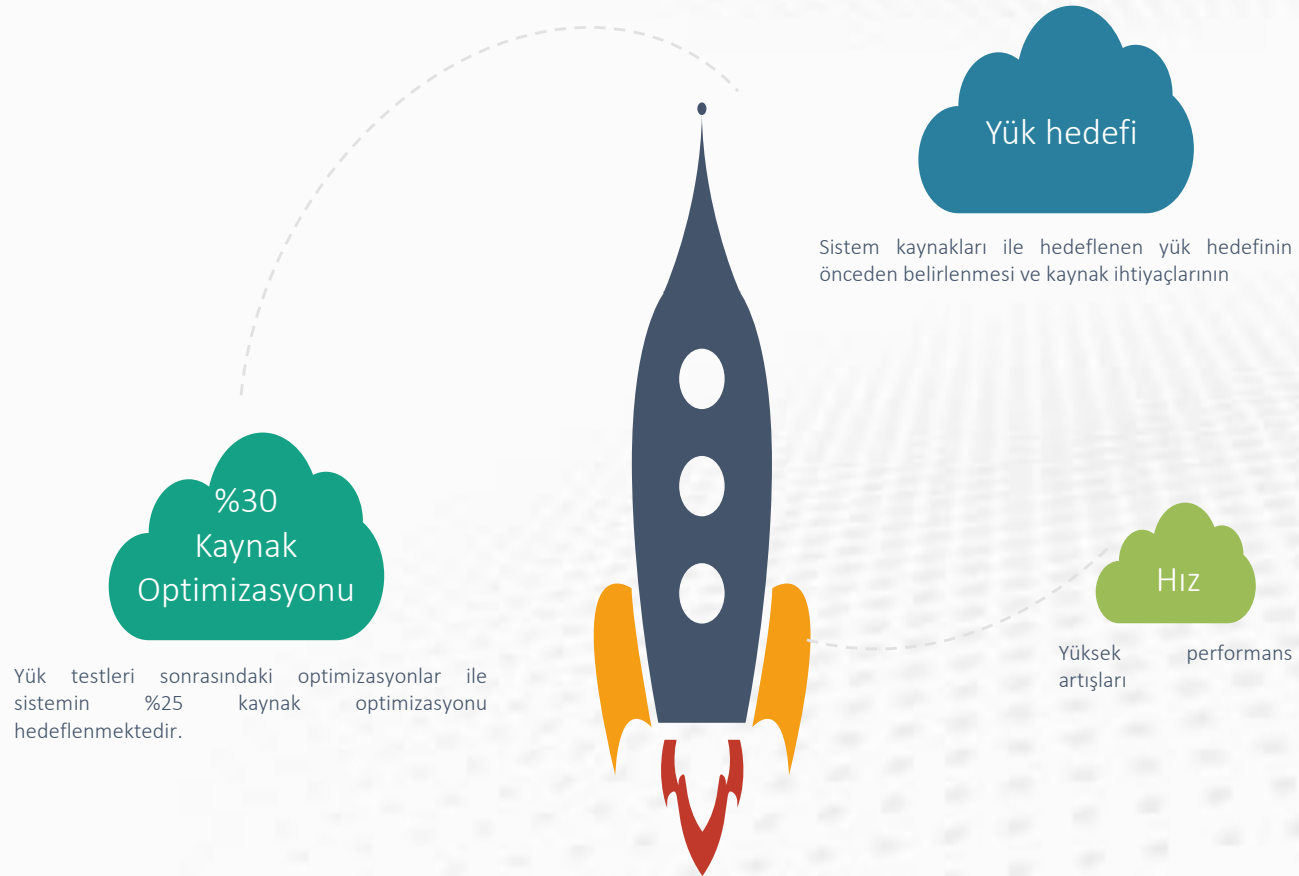 Yük hedefi
Sistem kaynakları ile hedeflenen yük hedefinin
önceden belirlenmesi ve kaynak ihtiyaçlarının
%30
Kaynak
Optimizasyonu
Yük testleri sonrasındaki optimizasyonlar ile
sistemin %25 kaynak optimizasyonu
hedeflenmektedir.
Hız
Yüksek performans
artışları